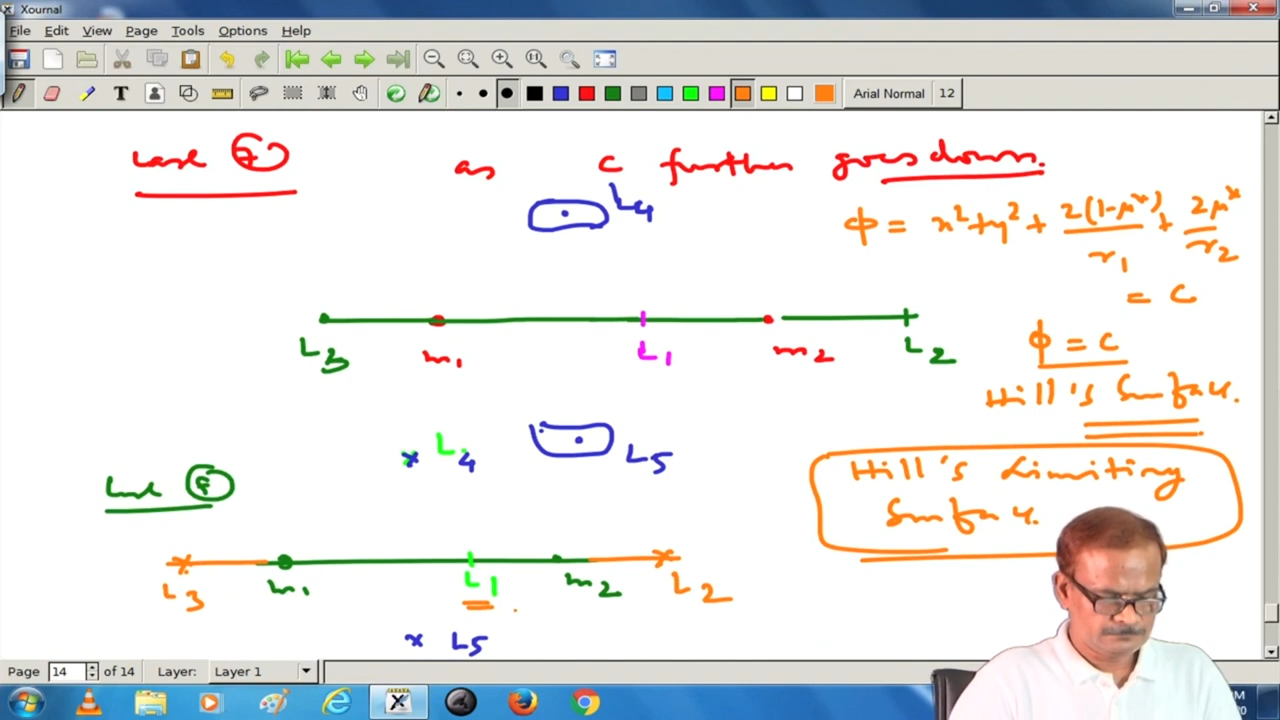 Xournal
File Edit View Page Tools Options Help
Arial Normal 12
Case as C further goes down.
L4
ϕ = x² + y² + 2(1-μ*)/r₁ + 2μ*/r₂
= C
L3 m₁ L1 m₂ L2
ϕ = C
Hill's Surface.
L4
L5
Case
Hill's Limiting
Surface.
L3 m₁ L1 m₂ L2
L5
Page 14 of 14 Layer: Layer 1